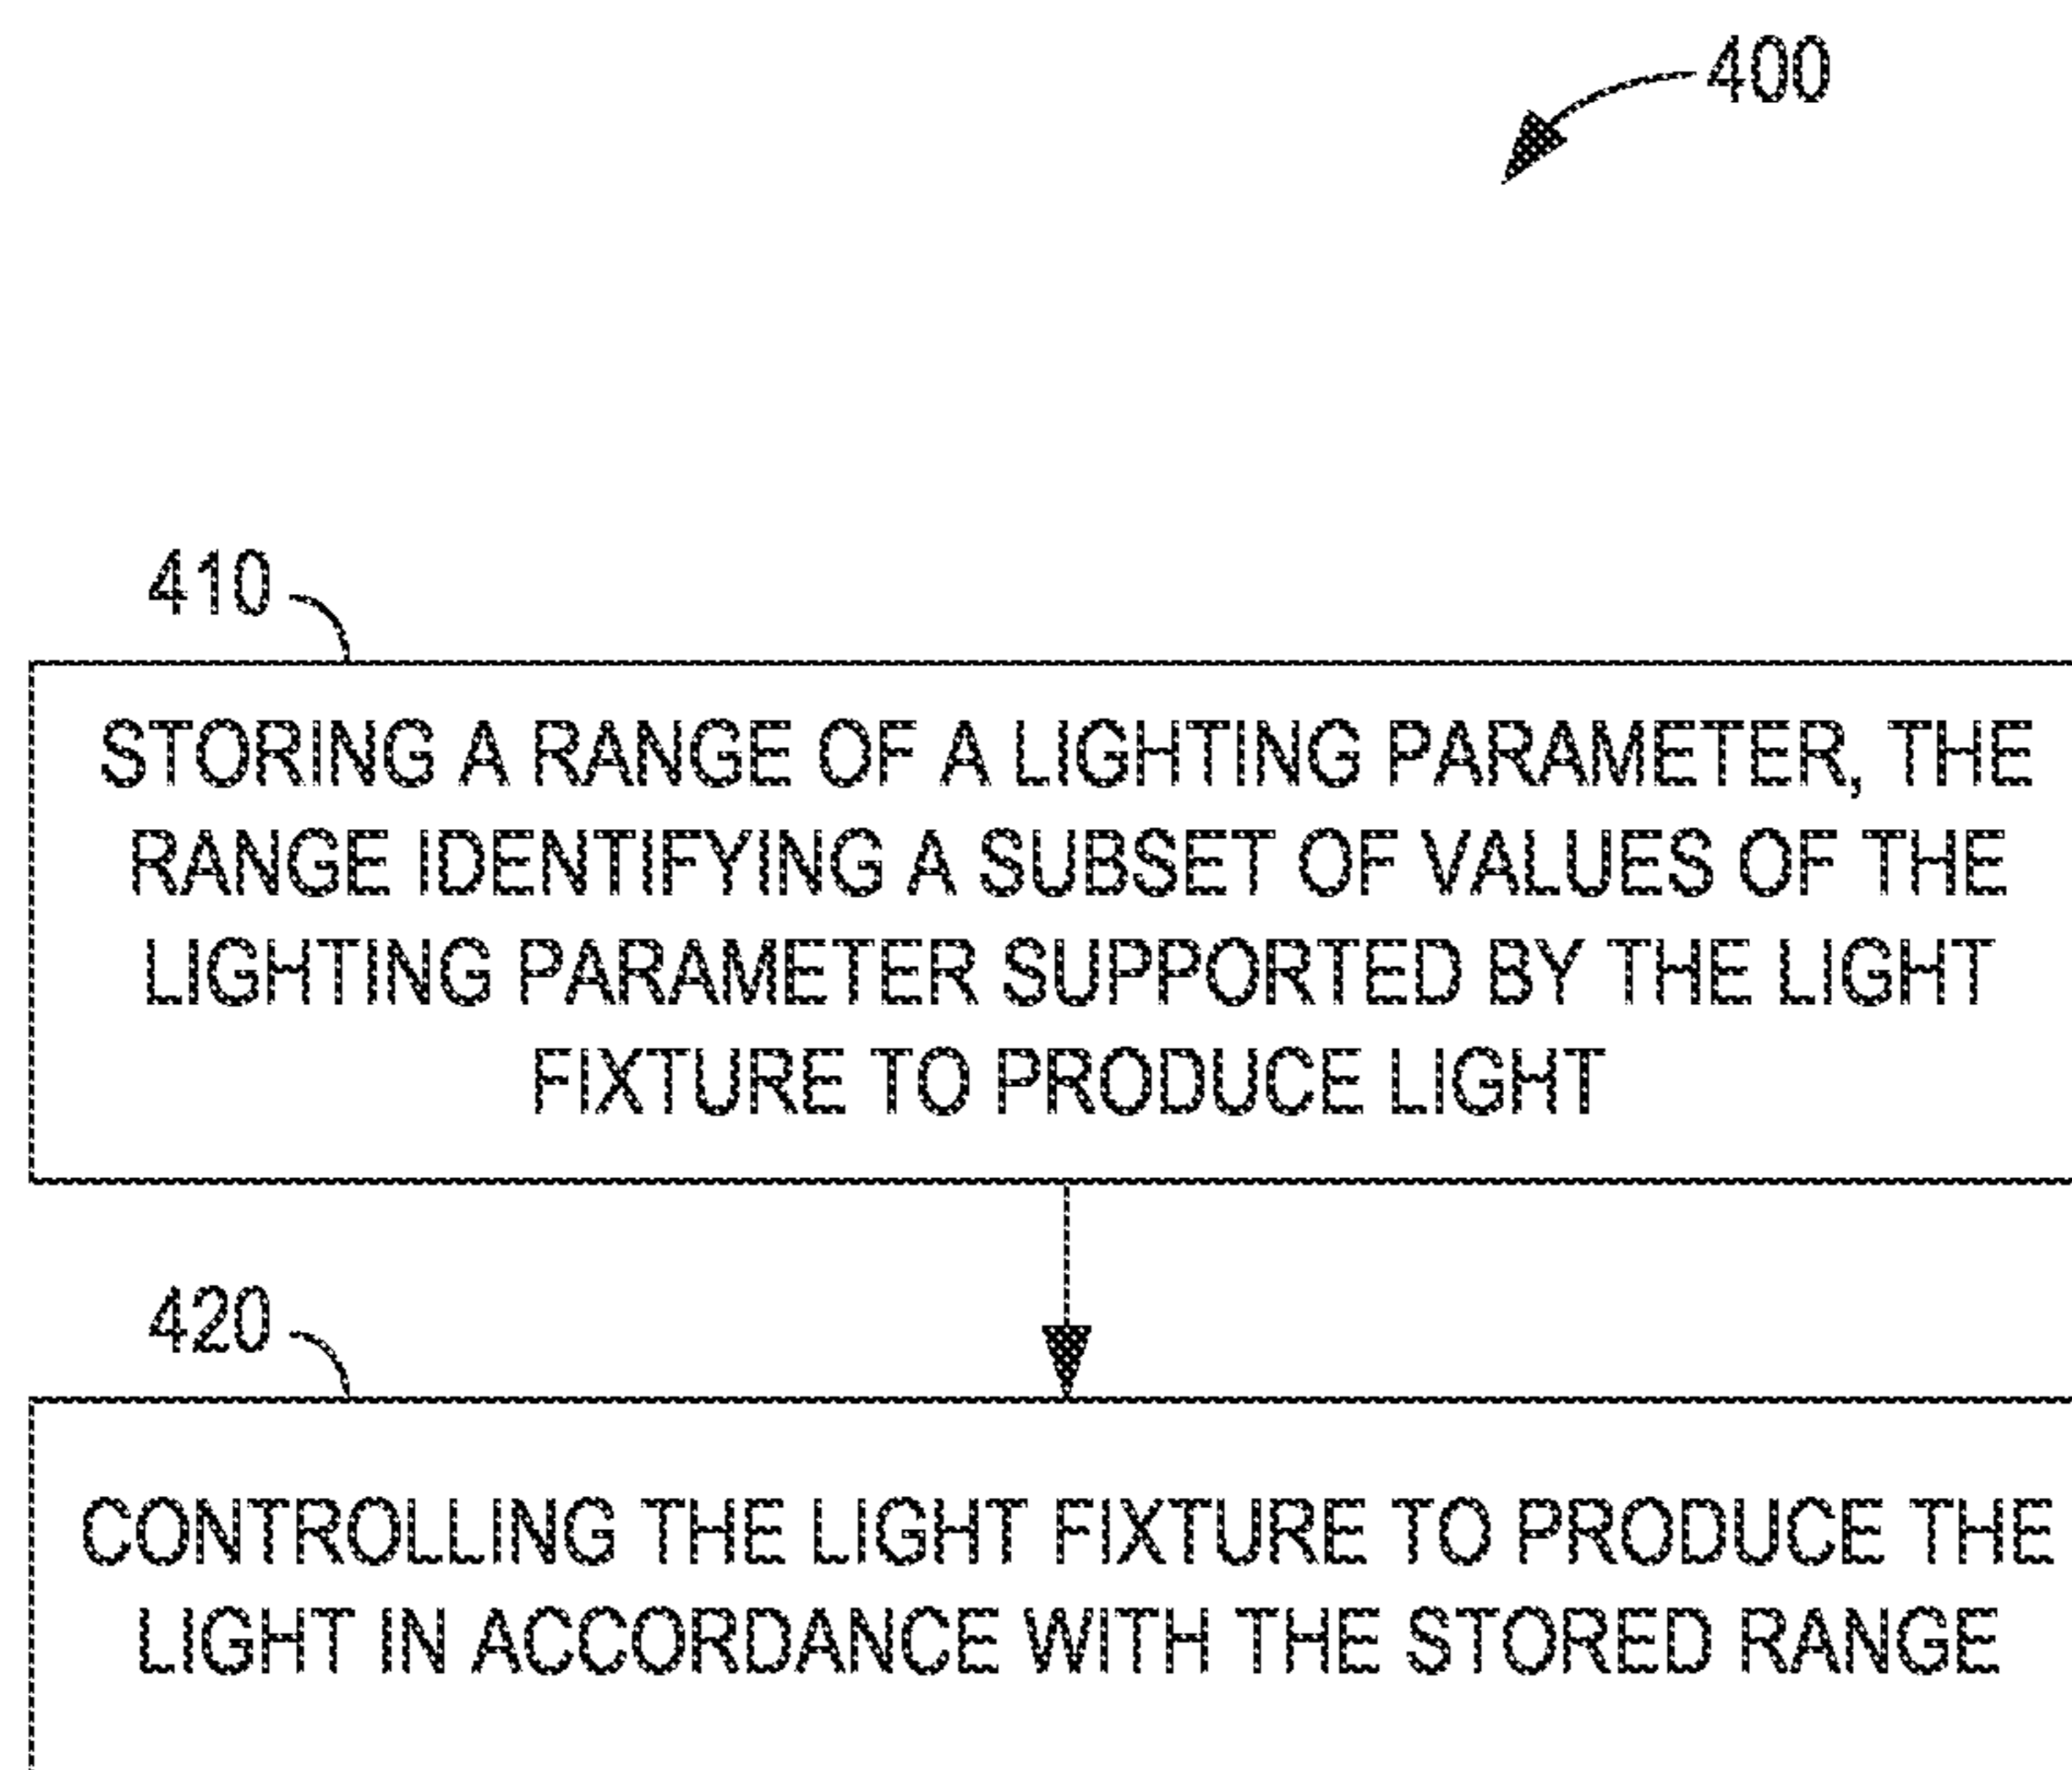 400
410
STORING A RANGE OF A LIGHTING PARAMETER, THE
RANGE IDENTIFYING A SUBSET OF VALUES OF THE
LIGHTING PARAMETER SUPPORTED BY THE LIGHT
FIXTURE TO PRODUCE LIGHT
420
CONTROLLING THE LIGHT FIXTURE TO PRODUCE THE
LIGHT IN ACCORDANCE WITH THE STORED RANGE